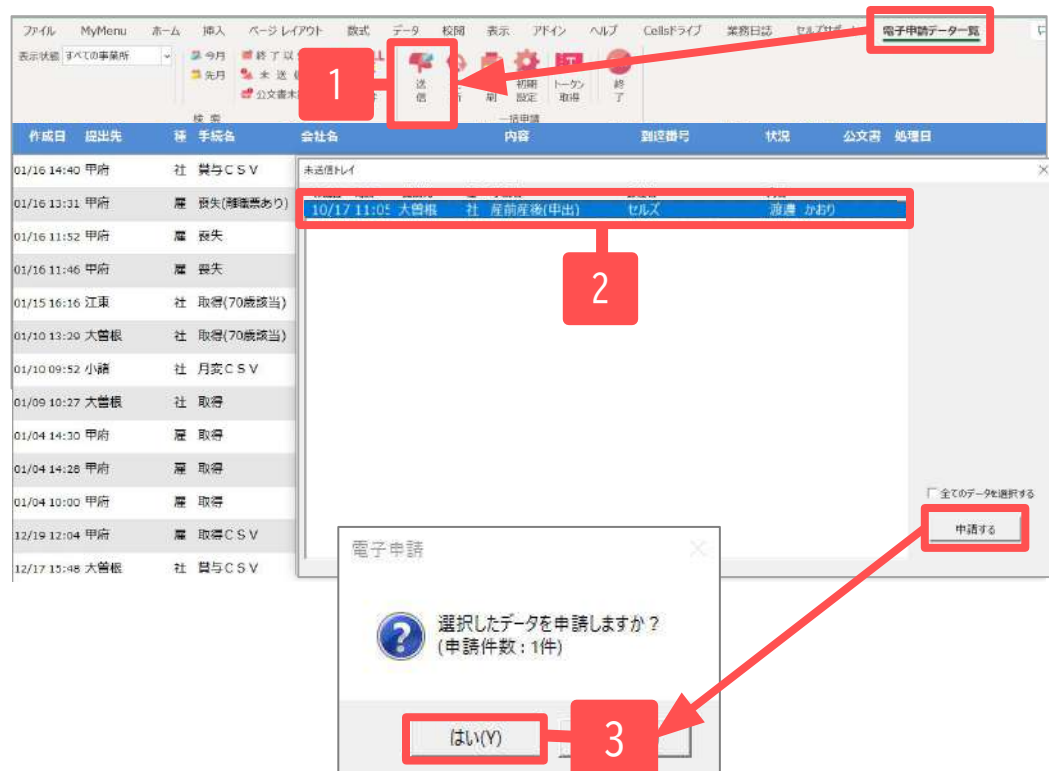 ファイル MyMenu ホーム 挿入 ページ レイアウト 数式 データ 校閲 表示 アドイン ヘルプ Cellsドライブ 業務日誌 電子申請データ一覧
表示状態 すべての事業所 今月 終了以
先月 未送
公文書未
送信 初期設定 トークン取得 終了
検索 一括申請
1
作成日 提出先 種 手続名 会社名 内容 到達番号 状況 公文書 処理日
01/16 14:40 甲府 社 賞与CSV
01/16 13:31 甲府 雇 喪失(離職票あり)
01/16 11:52 甲府 雇 喪失
01/16 11:46 甲府 雇 喪失
01/15 16:16 江東 社 取得(70歳該当)
01/10 13:29 大曽根 社 取得(70歳該当)
01/10 09:52 小諸 社 月変CSV
01/09 10:27 大曽根 社 取得
01/04 14:30 甲府 雇 取得
01/04 14:28 甲府 雇 取得
01/04 10:00 甲府 雇 取得
12/19 12:04 甲府 雇 取得CSV
12/17 15:48 大曽根 社 賞与CSV
未送信トレイ
10/17 11:05 大曽根 社 産前産後(申出) セルズ 渡邊 かおり
2
全てのデータを選択する
申請する
電子申請
選択したデータを申請しますか?
(申請件数:1件)
はい(Y)
3